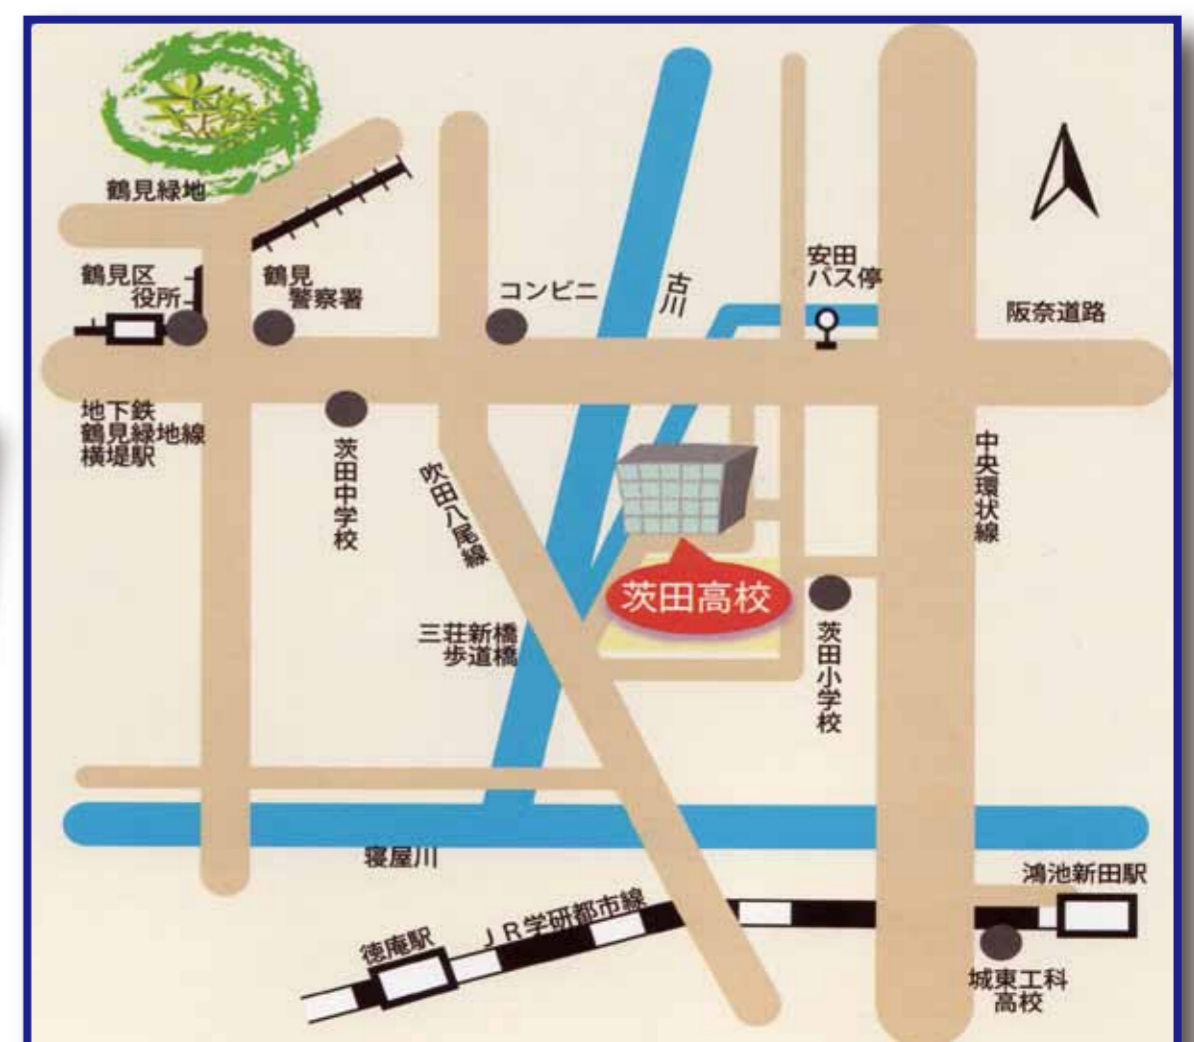 鶴見緑地
鶴見区
役所
鶴見
警察署
コンビニ
古川
安田
バス停
阪奈道路
地下鉄
鶴見緑地線
横堤駅
茨田中学校
吹田八尾線
中央環状線
茨田高校
三荘新橋
歩道橋
茨田小学校
寝屋川
鴻池新田駅
徳庵駅
ＪＲ学研都市線
城東工科
高校